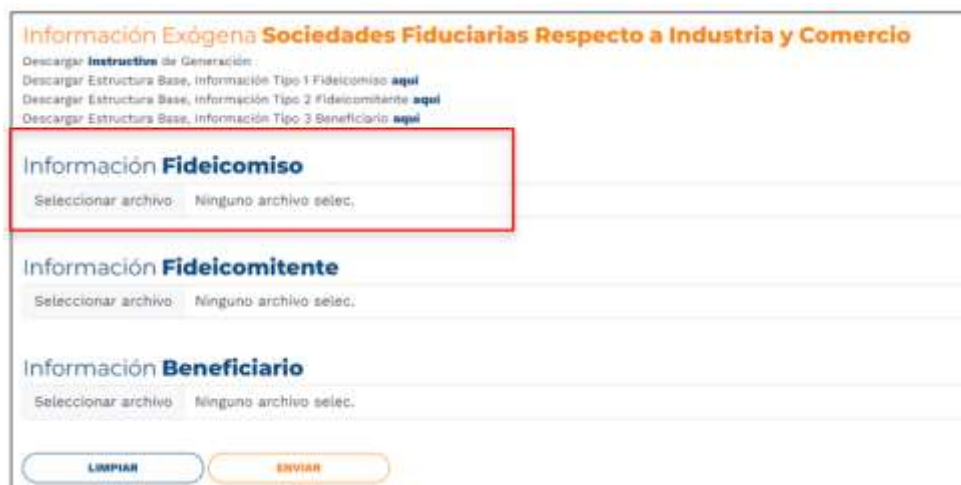 Información Exógena Sociedades Fiduciarias Respecto a Industria y Comercio
Descargar Instructivo de Generación
Descargar Estructura Base, Información Tipo 1 Fideicomiso aquí
Descargar Estructura Base, Información Tipo 2 Fideicomitente aquí
Descargar Estructura Base, Información Tipo 3 Beneficiario aquí
Información Fideicomiso
Seleccionar archivo Ninguno archivo selec.
Información Fideicomitente
Seleccionar archivo Ninguno archivo selec.
Información Beneficiario
Seleccionar archivo Ninguno archivo selec.
LIMPIAR ENVIAR